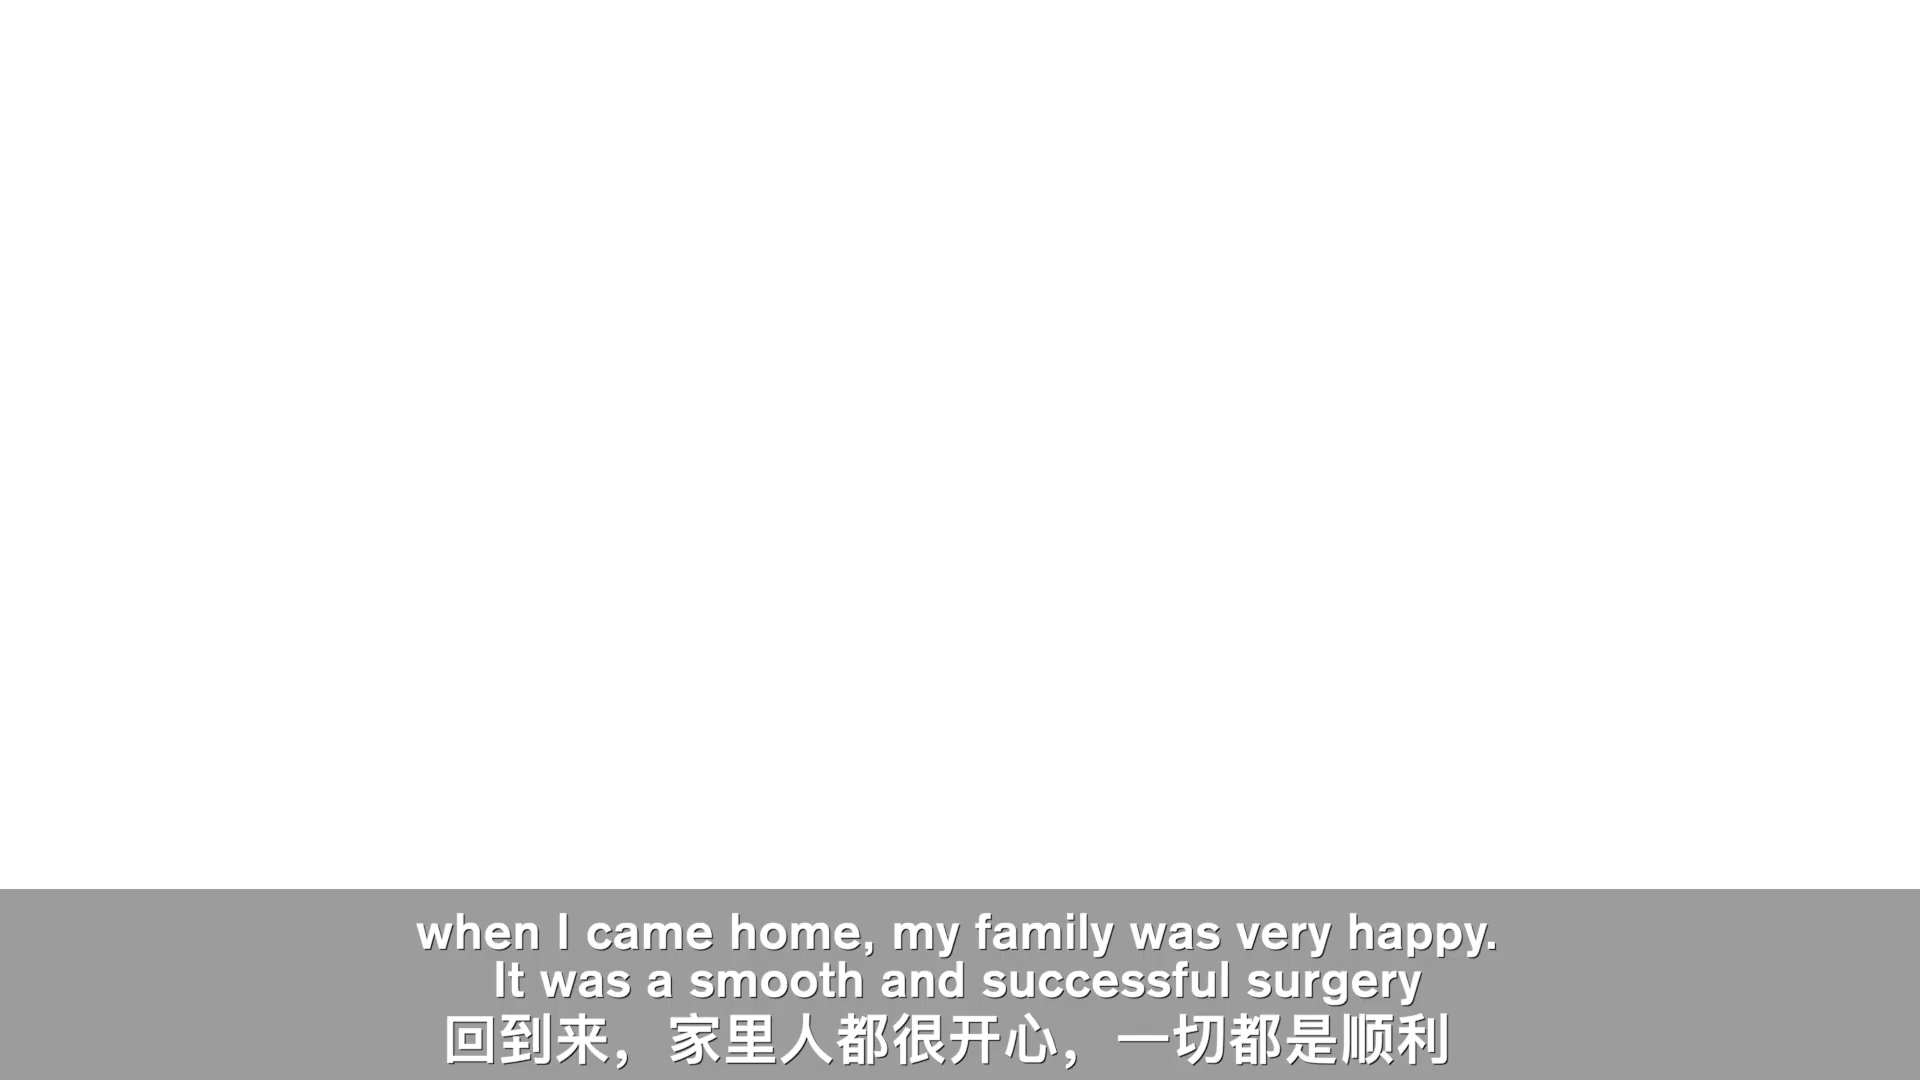 when I came home, my family was very happy.
It was a smooth and successful surgery
回到来，家里人都很开心，一切都是顺利